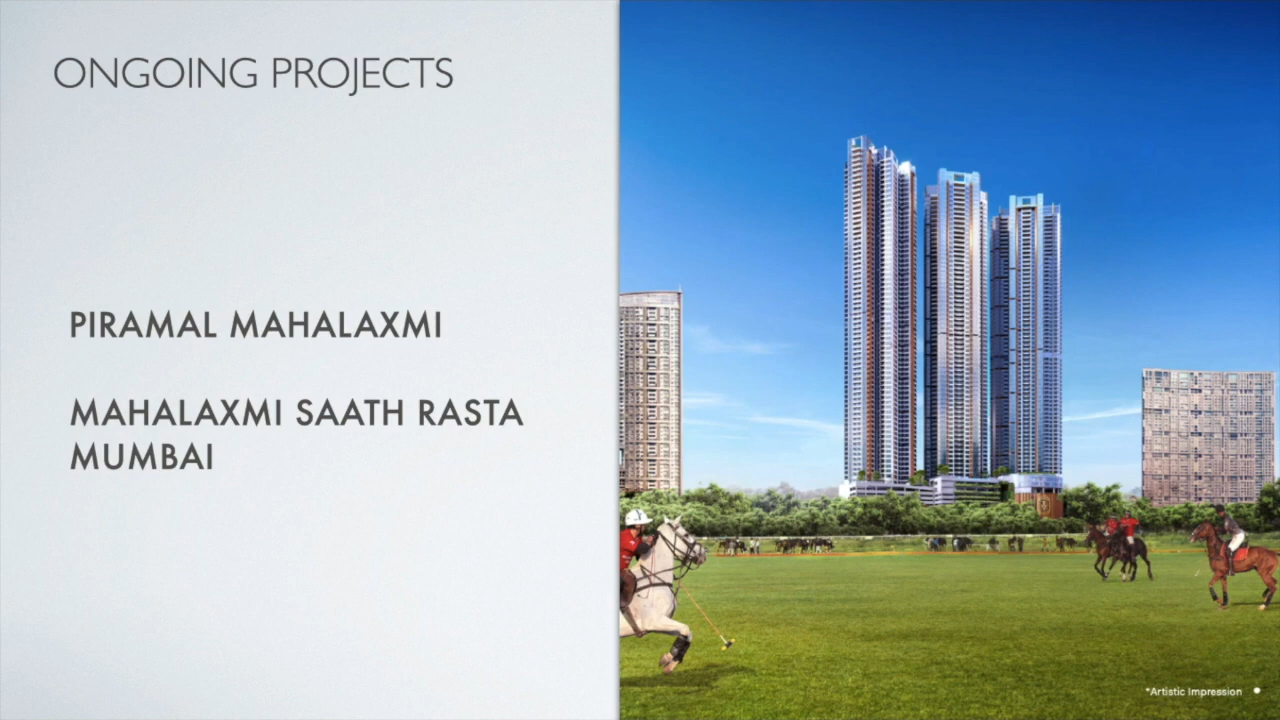 ONGOING PROJECTS
PIRAMAL MAHALAXMI
MAHALAXMI SAATH RASTA
MUMBAI
*Artistic Impression